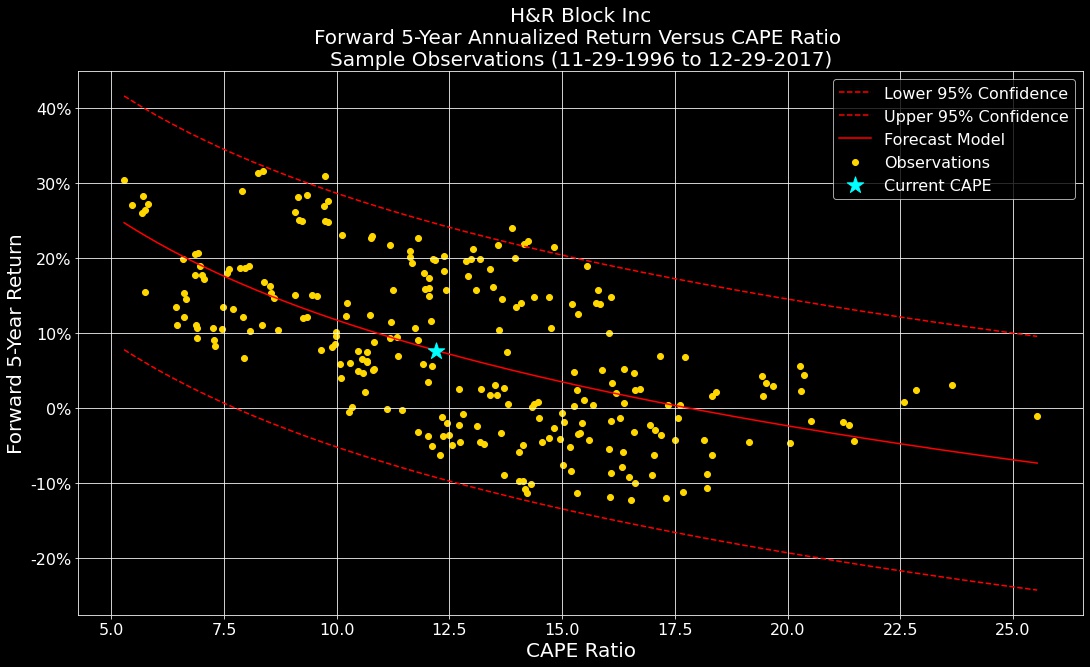 H&R Block Inc
Forward 5-Year Annualized Return Versus CAPE Ratio
Sample Observations (11-29-1996 to 12-29-2017)
Lower 95% Confidence
Upper 95% Confidence
Forecast Model
Observations
Current CAPE
Forward 5-Year Return
40%
30%
20%
10%
0%
-10%
-20%
5.0 7.5 10.0 12.5 15.0 17.5 20.0 22.5 25.0
CAPE Ratio